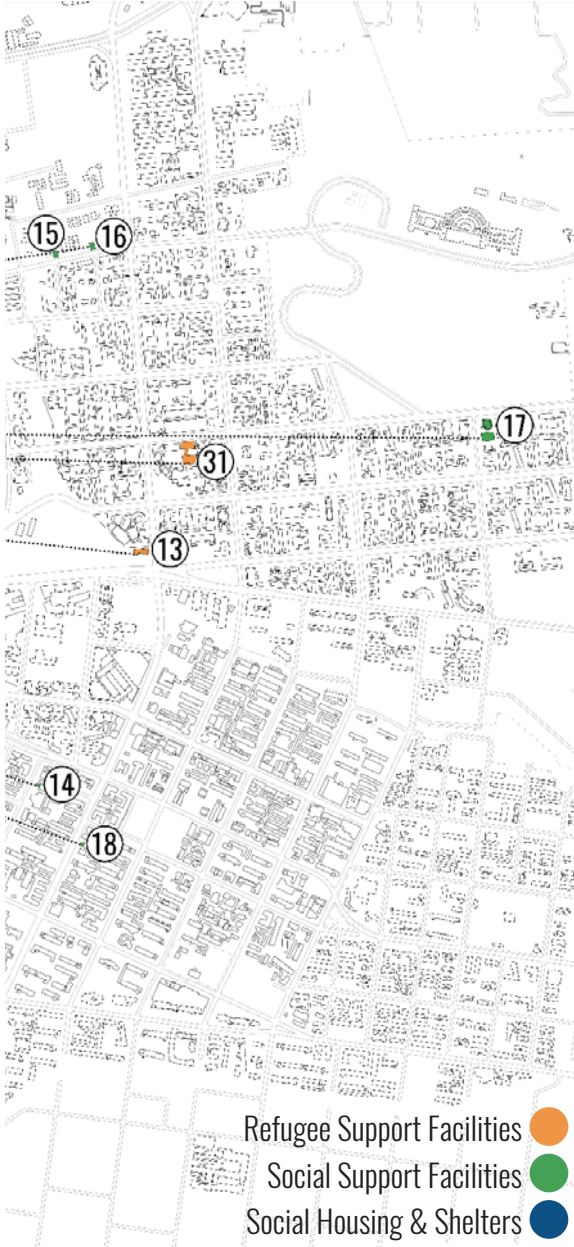 15
16
17
31
13
14
18
Refugee Support Facilities
Social Support Facilities
Social Housing & Shelters